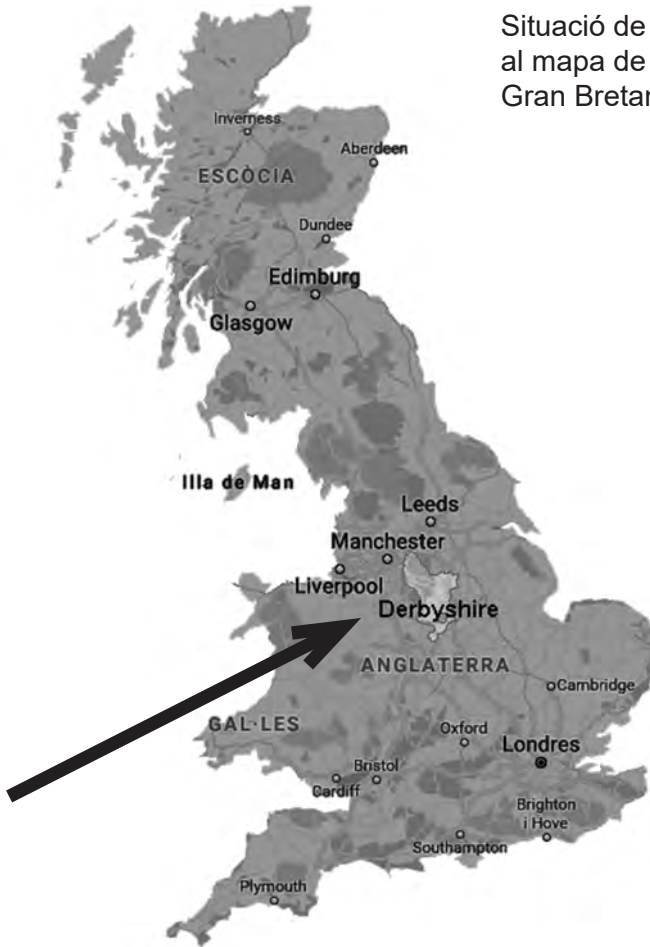 Situació de
al mapa de
Gran Bretan
Inverness
Aberdeen
ESCÒCIA
Dundee
Edimburg
Glasgow
Illa de Man
Leeds
Manchester
Liverpool
Derbyshire
ANGLATERRA
Cambridge
GAL·LES
Oxford
Londres
Bristol
Cardiff
Brighton
i Hove
Southampton
Plymouth